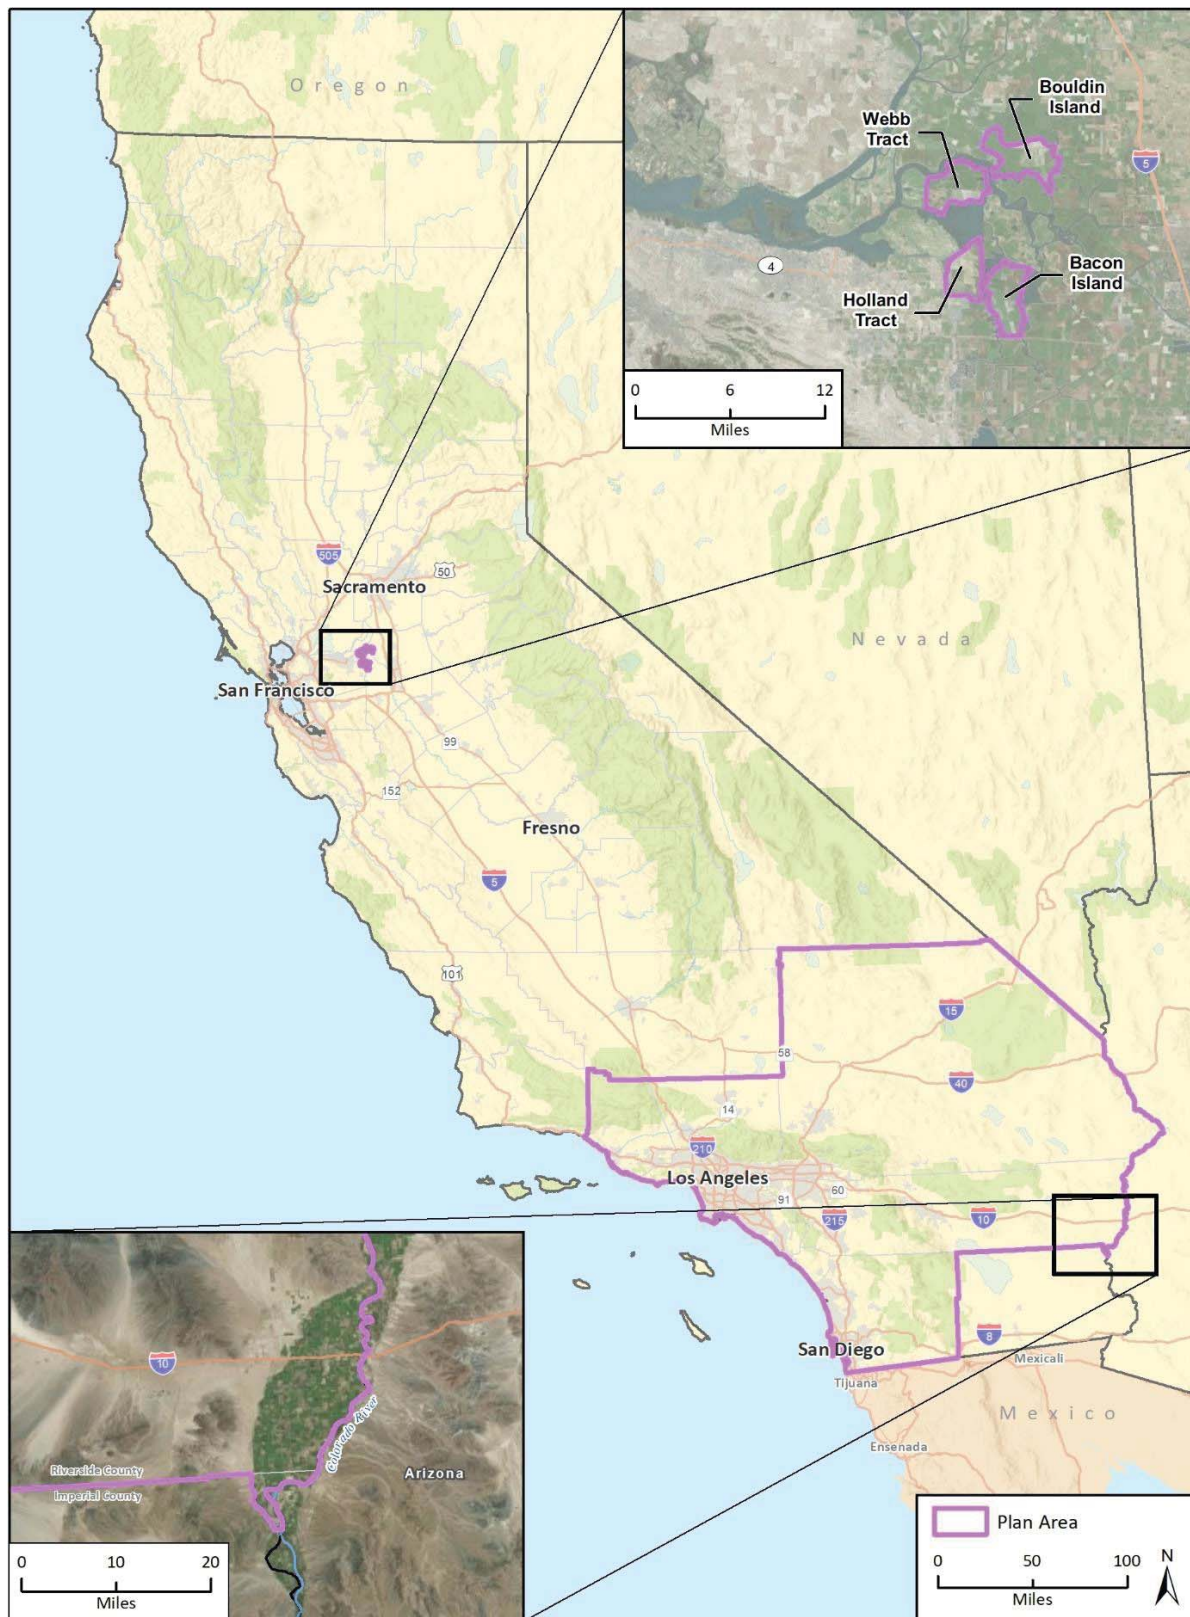 Oregon
Bouldin
Island
Webb
Tract
5
4
Bacon
Island
Holland
Tract
0 6 12
Miles
505
Sacramento
50
Nevada
San Francisco
99
152
Fresno
5
101
15
58
40
14
210
Los Angeles
91
60
215
10
San Diego
8
Mexicali
Tijuana
Mexico
Ensenada
10
Colorado River
Riverside County
Arizona
Imperial County
0 10 20
Miles
Plan Area
0 50 100
Miles
N